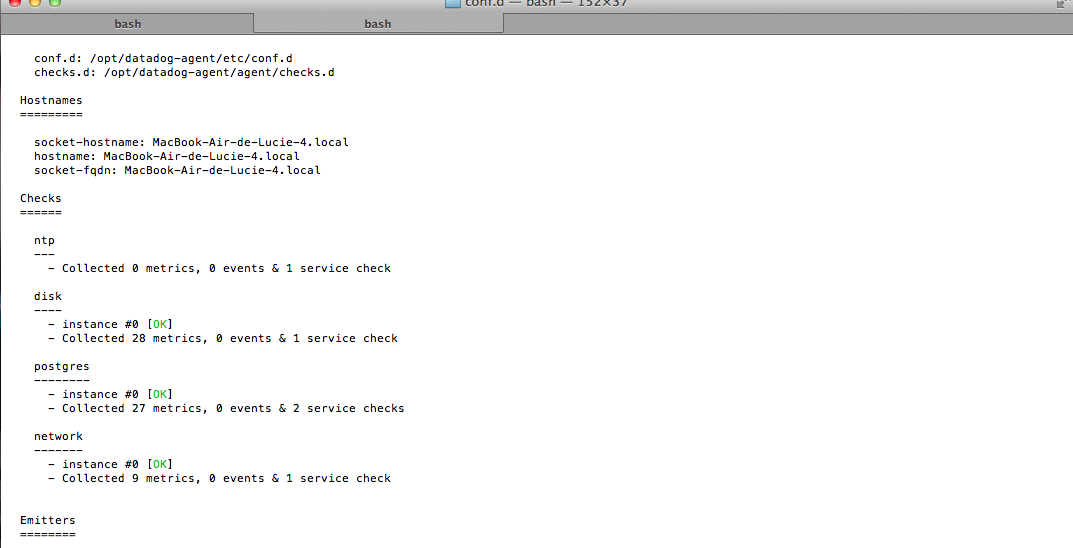 conf.d — bash — 152×37
bash
bash
conf.d: /opt/datadog-agent/etc/conf.d
checks.d: /opt/datadog-agent/agent/checks.d
Hostnames
=========
socket-hostname: MacBook-Air-de-Lucie-4.local
hostname: MacBook-Air-de-Lucie-4.local
socket-fqdn: MacBook-Air-de-Lucie-4.local
Checks
======
ntp
---
- Collected 0 metrics, 0 events & 1 service check
disk
----
- instance #0 [OK]
- Collected 28 metrics, 0 events & 1 service check
postgres
--------
- instance #0 [OK]
- Collected 27 metrics, 0 events & 2 service checks
network
-------
- instance #0 [OK]
- Collected 9 metrics, 0 events & 1 service check
Emitters
========